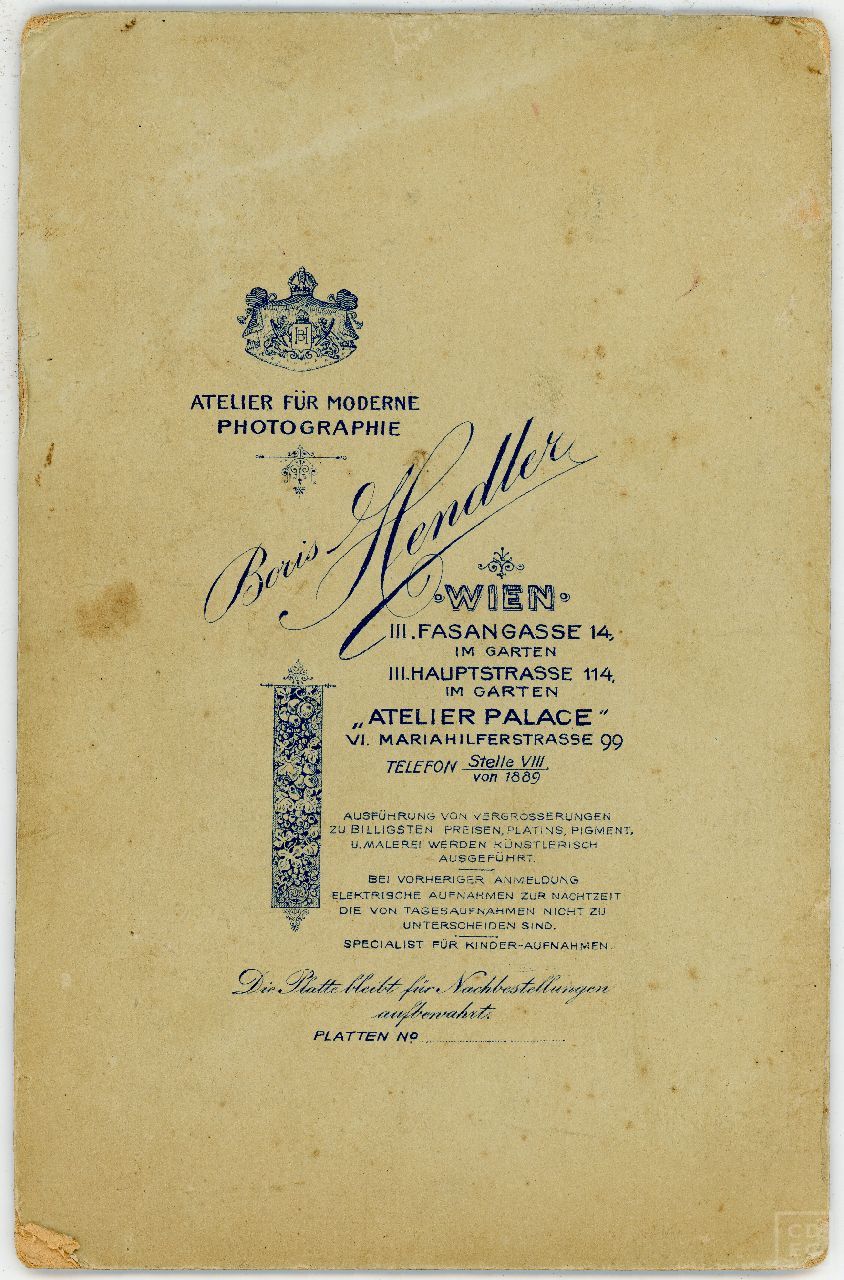 BH
ATELIER FÜR MODERNE
PHOTOGRAPHIE
Boris Hendler
WIEN
III. FASANGASSE 14,
IM GARTEN
III. HAUPTSTRASSE 114,
IM GARTEN
„ATELIER PALACE"
VI. MARIAHILFERSTRASSE 99
TELEFON Stelle VIII
von 1889
AUSFÜHRUNG VON VERGRÖSSERUNGEN
ZU BILLIGSTEN PREISEN, PLATINS, PIGMENT,
U. MALEREI WERDEN KÜNSTLERISCH
AUSGEFÜHRT.
BEI VORHERIGER ANMELDUNG
ELEKTRISCHE AUFNAHMEN ZUR NACHTZEIT
DIE VON TAGESAUFNAHMEN NICHT ZU
UNTERSCHEIDEN SIND.
SPECIALIST FÜR KINDER-AUFNAHMEN.
Die Platte bleibt für Nachbestellungen
aufbewahrt.
PLATTEN No